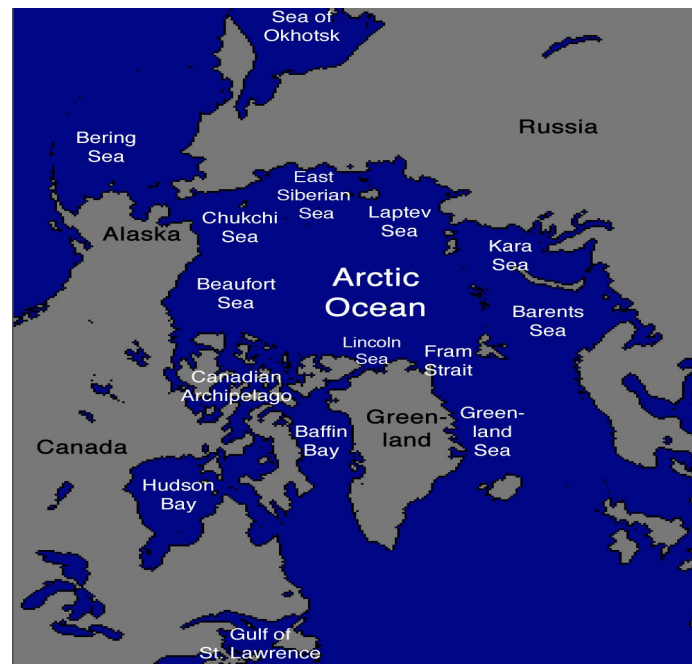 Sea of
Okhotsk
Russia
Bering
Sea
East
Siberian
Sea
Laptev
Sea
Chukchi
Sea
Alaska
Kara
Sea
Arctic
Ocean
Beaufort
Sea
Barents
Sea
Lincoln
Sea
Fram
Strait
Canadian
Archipelago
Green-
land
Green-
land
Sea
Baffin
Bay
Canada
Hudson
Bay
Gulf of
St. Lawrence